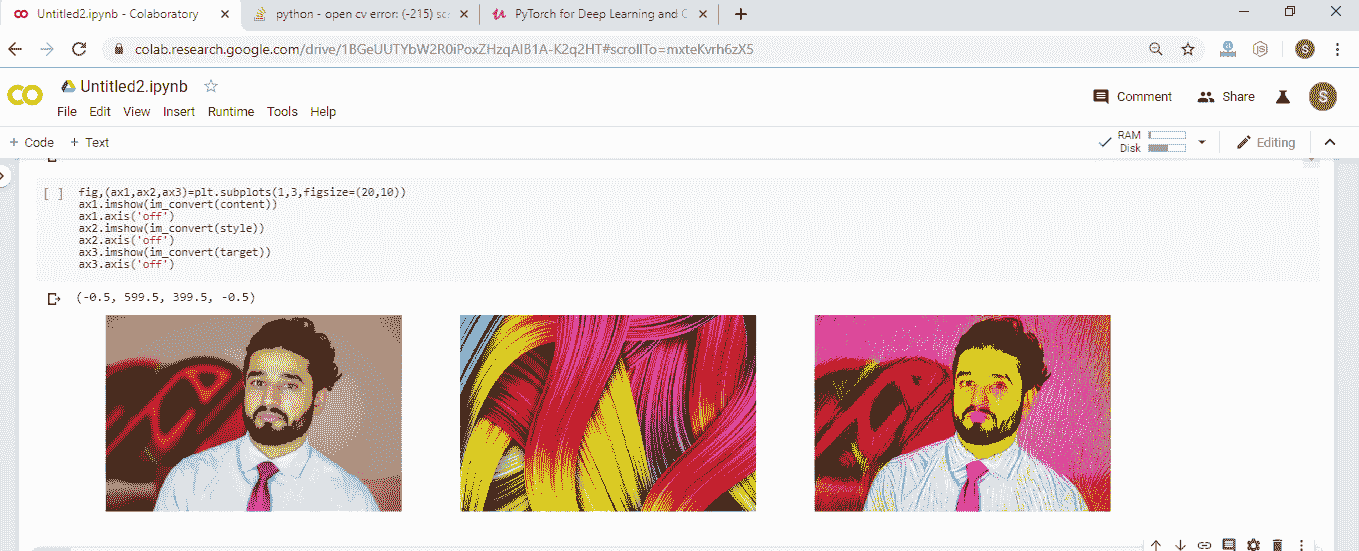 Untitled2.ipynb - Colaboratory
python - open cv error: (-215) sc
PyTorch for Deep Learning and C
colab.research.google.com/drive/1BGeUUTYbW2R0iPoxZHzqAlB1A-K2q2HT#scrollTo=mxteKvrh6zX5
Untitled2.ipynb
File Edit View Insert Runtime Tools Help
Comment Share S
+ Code + Text
RAM
Disk
Editing
[ ] fig,(ax1,ax2,ax3)=plt.subplots(1,3,figsize=(20,10))
ax1.imshow(im_convert(content))
ax1.axis('off')
ax2.imshow(im_convert(style))
ax2.axis('off')
ax3.imshow(im_convert(target))
ax3.axis('off')
(-0.5, 599.5, 399.5, -0.5)